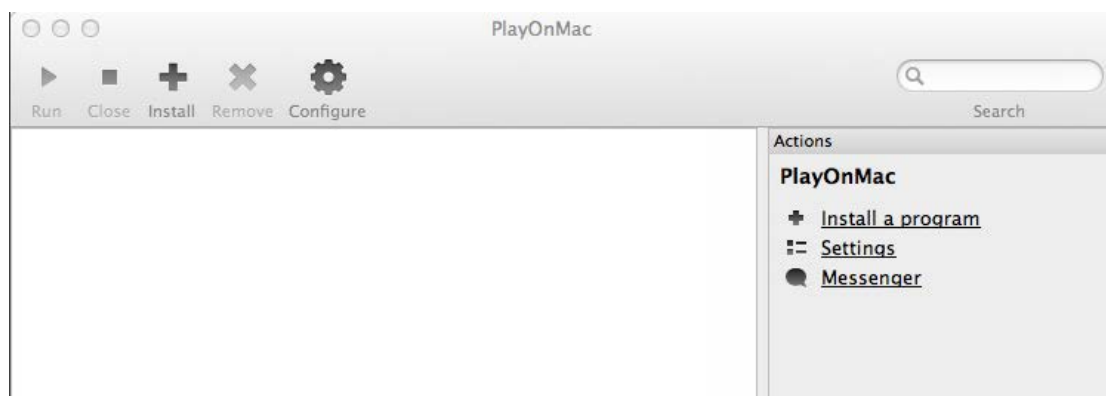 PlayOnMac
Run Close Install Remove Configure
Search
Actions
PlayOnMac
Install a program
Settings
Messenger